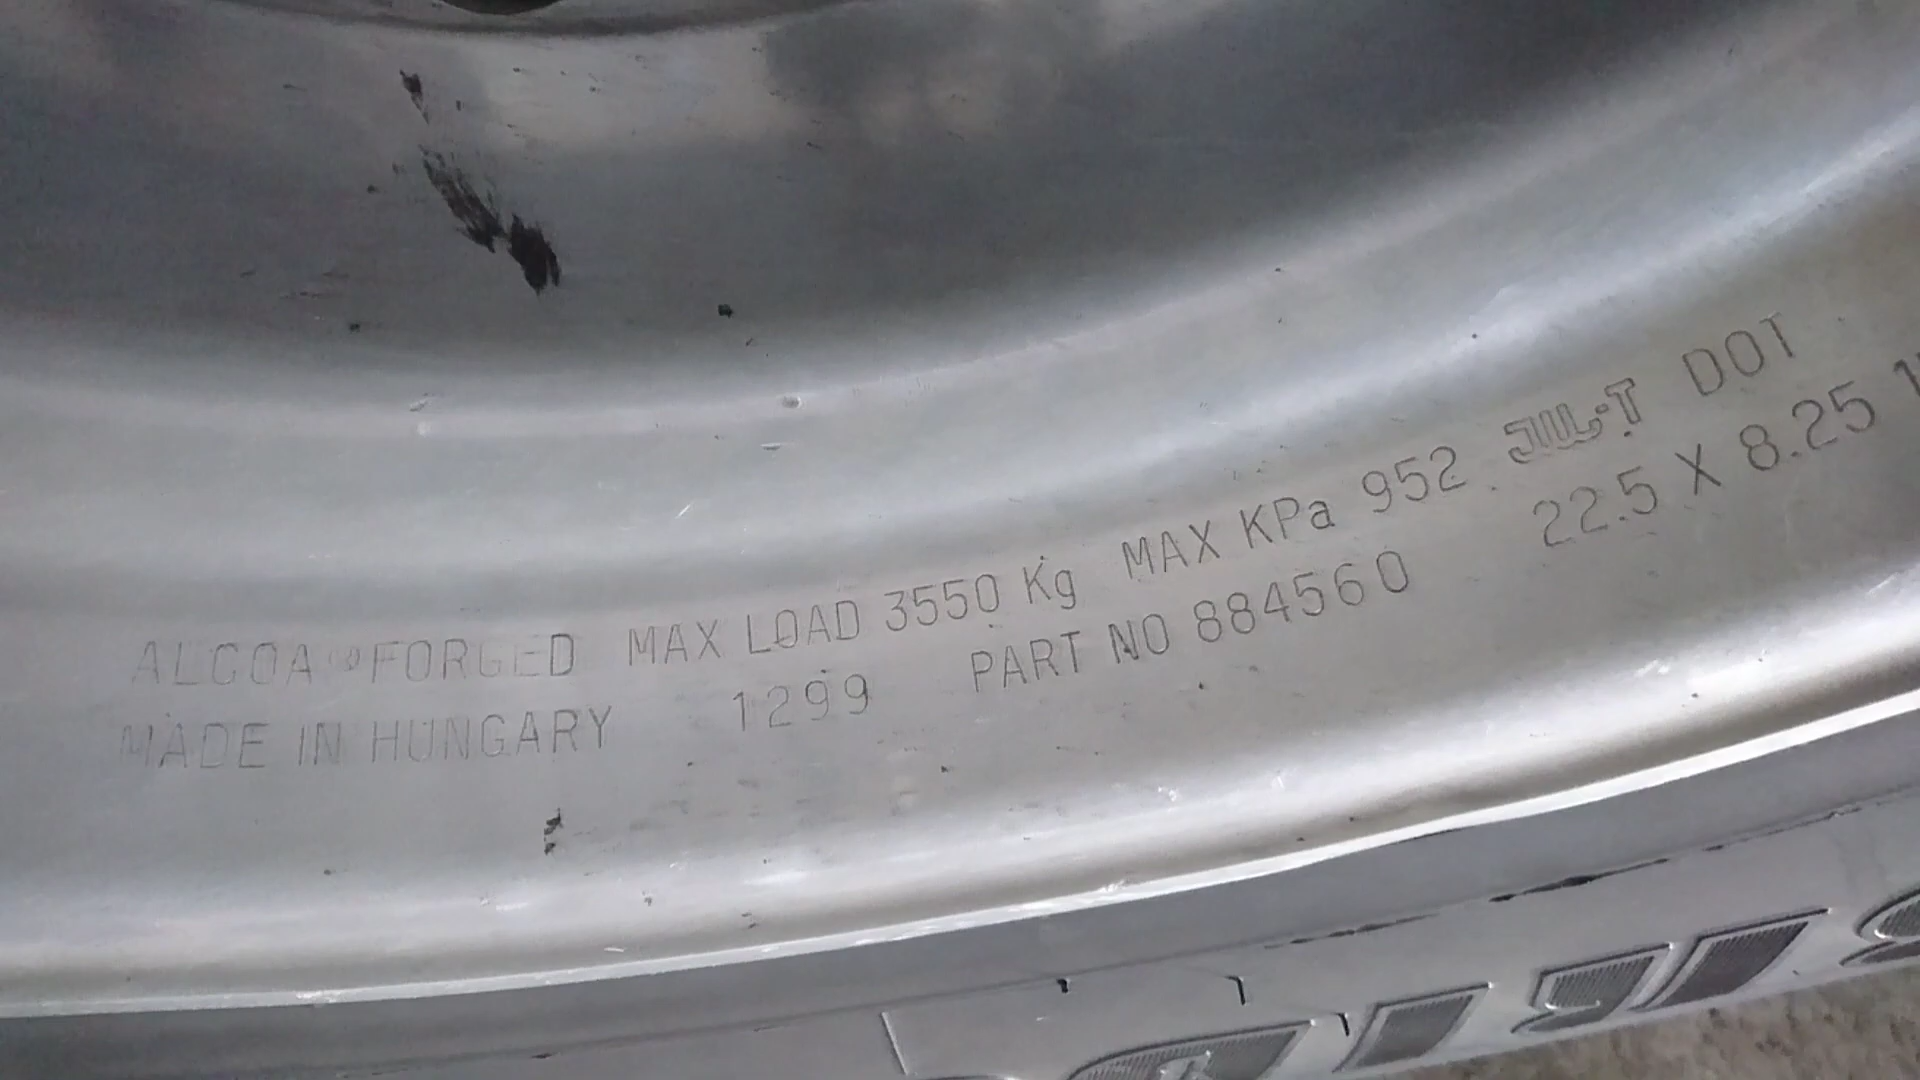 ALCOA FORGED MAX LOAD 3550 Kg MAX KPa 952 JWL-T DOT
MADE IN HUNGARY 1299 PART NO 884560 22.5 X 8.25